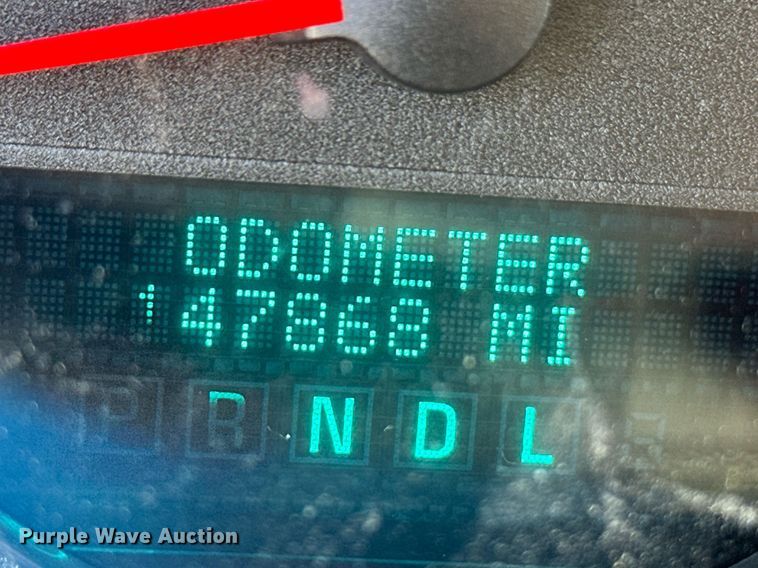 ODOMETER
147868 MI
P R N D L
Purple Wave Auction